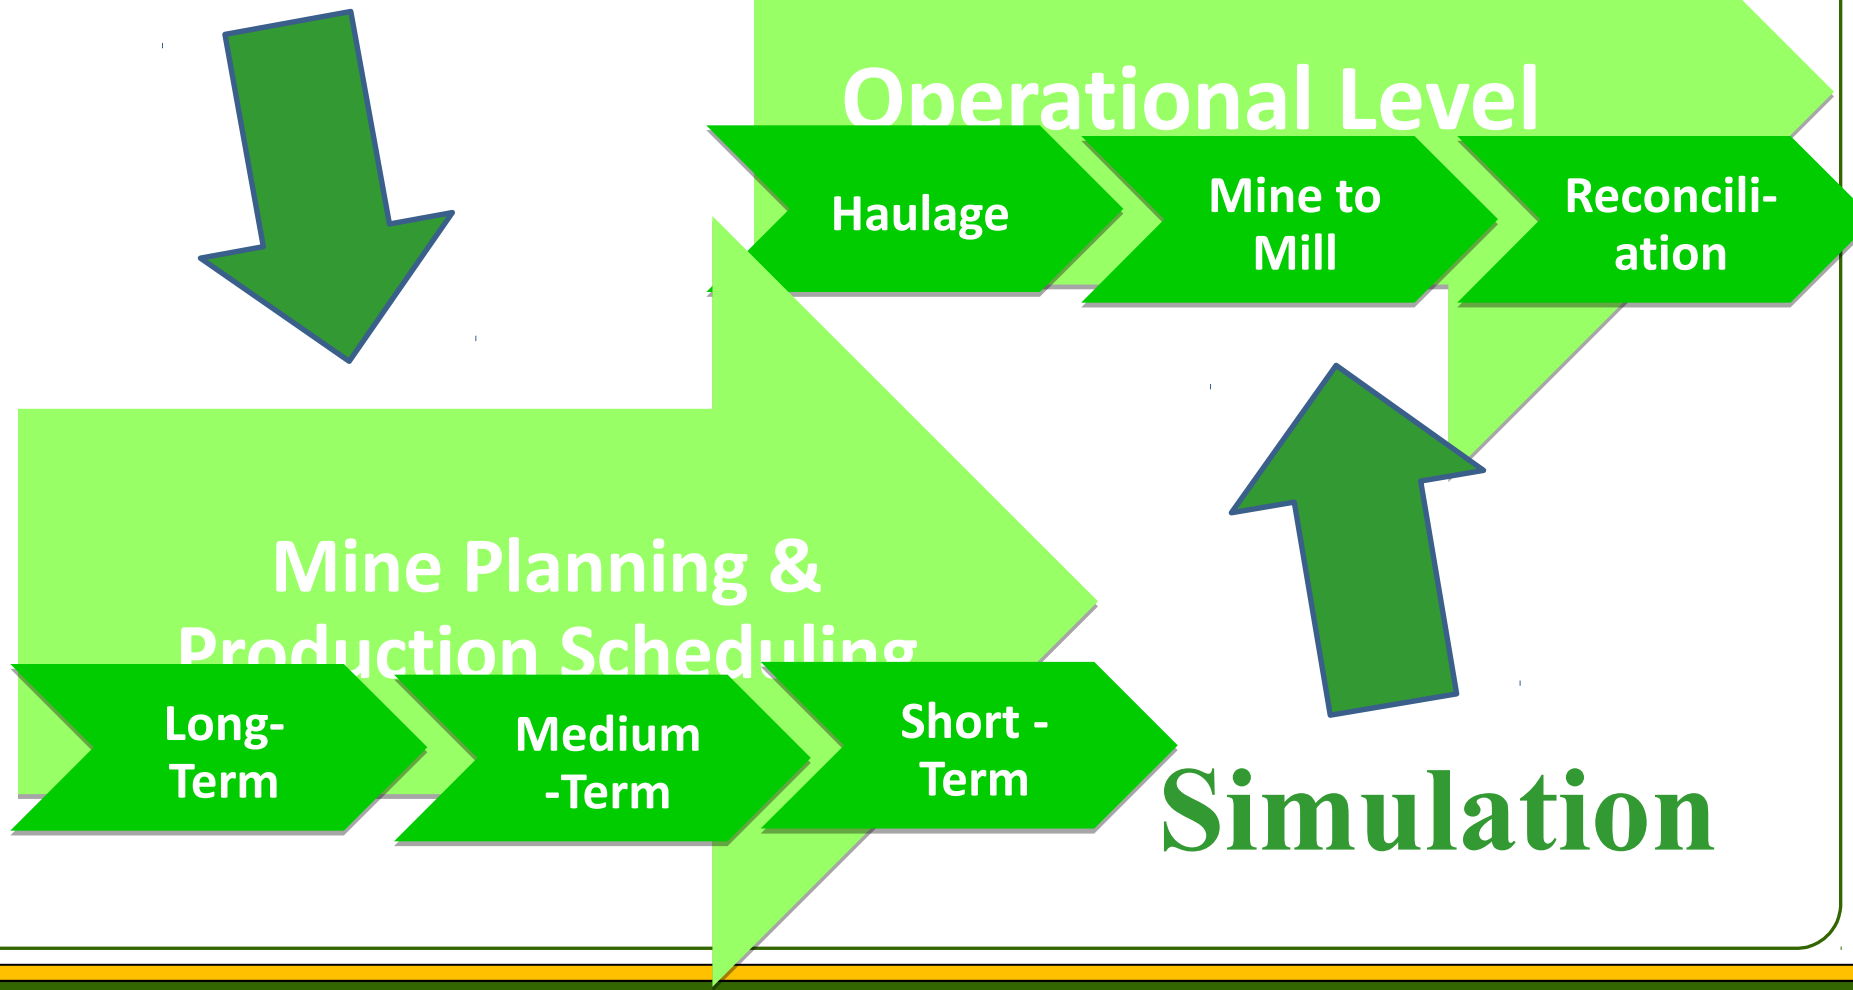 Operational Level
Haulage
Mine to
Mill
Reconcili-
ation
Mine Planning &
Production Scheduling
Long-
Term
Medium
-Term
Short -
Term
Simulation